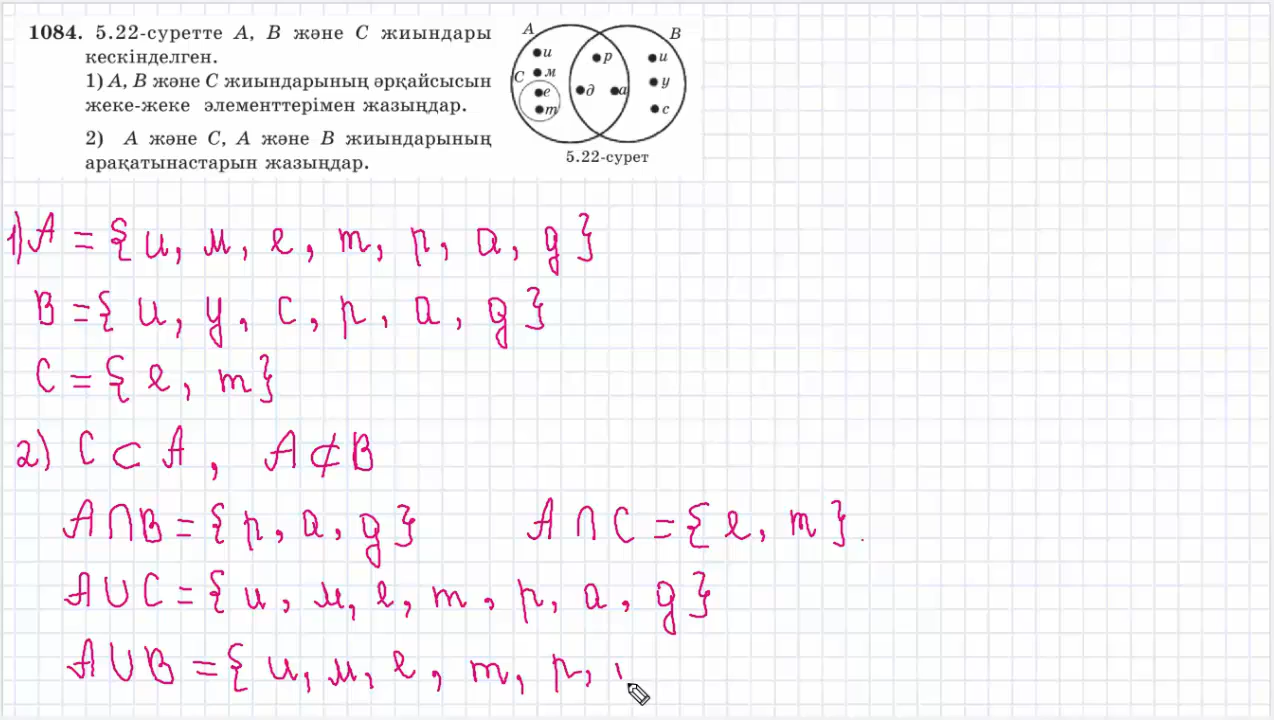 1084. 5.22-суретте А, В және С жиындары
кескінделген.
1) А, В және С жиындарының әрқайсысын
жеке-жеке элементтерімен жазыңдар.
2) А және С, А және В жиындарының
арақатынастарын жазыңдар.
А
В
и
р
и
С
м
е
д
а
у
т
с
5.22-сурет
1) A = {и, м, е, т, р, а, д}
B = {и, у, с, р, а, д}
C = {е, т}
2) C ⊂ A, A ⊄ B
A ∩ B = {р, а, д} A ∩ C = {е, т}.
A ∪ C = {и, м, е, т, р, а, д}
A ∪ B = {и, м, е, т, р,